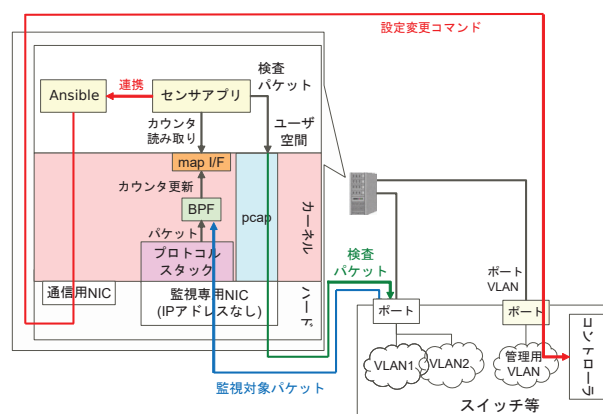 設定変更コマンド
Ansible
連携
センサアプリ
検査
パケット
カウンタ
読み取り
ユーザ
空間
map I/F
カウンタ更新
BPF
pcap
カーネル
パケット
プロトコル
スタック
通信用NIC
監視専用NIC
(IPアドレスなし)
ハード
検査
パケット
ポート
VLAN
ポート
ポート
VLAN1
VLAN2
管理用
VLAN
コントローラ
監視対象パケット
スイッチ等